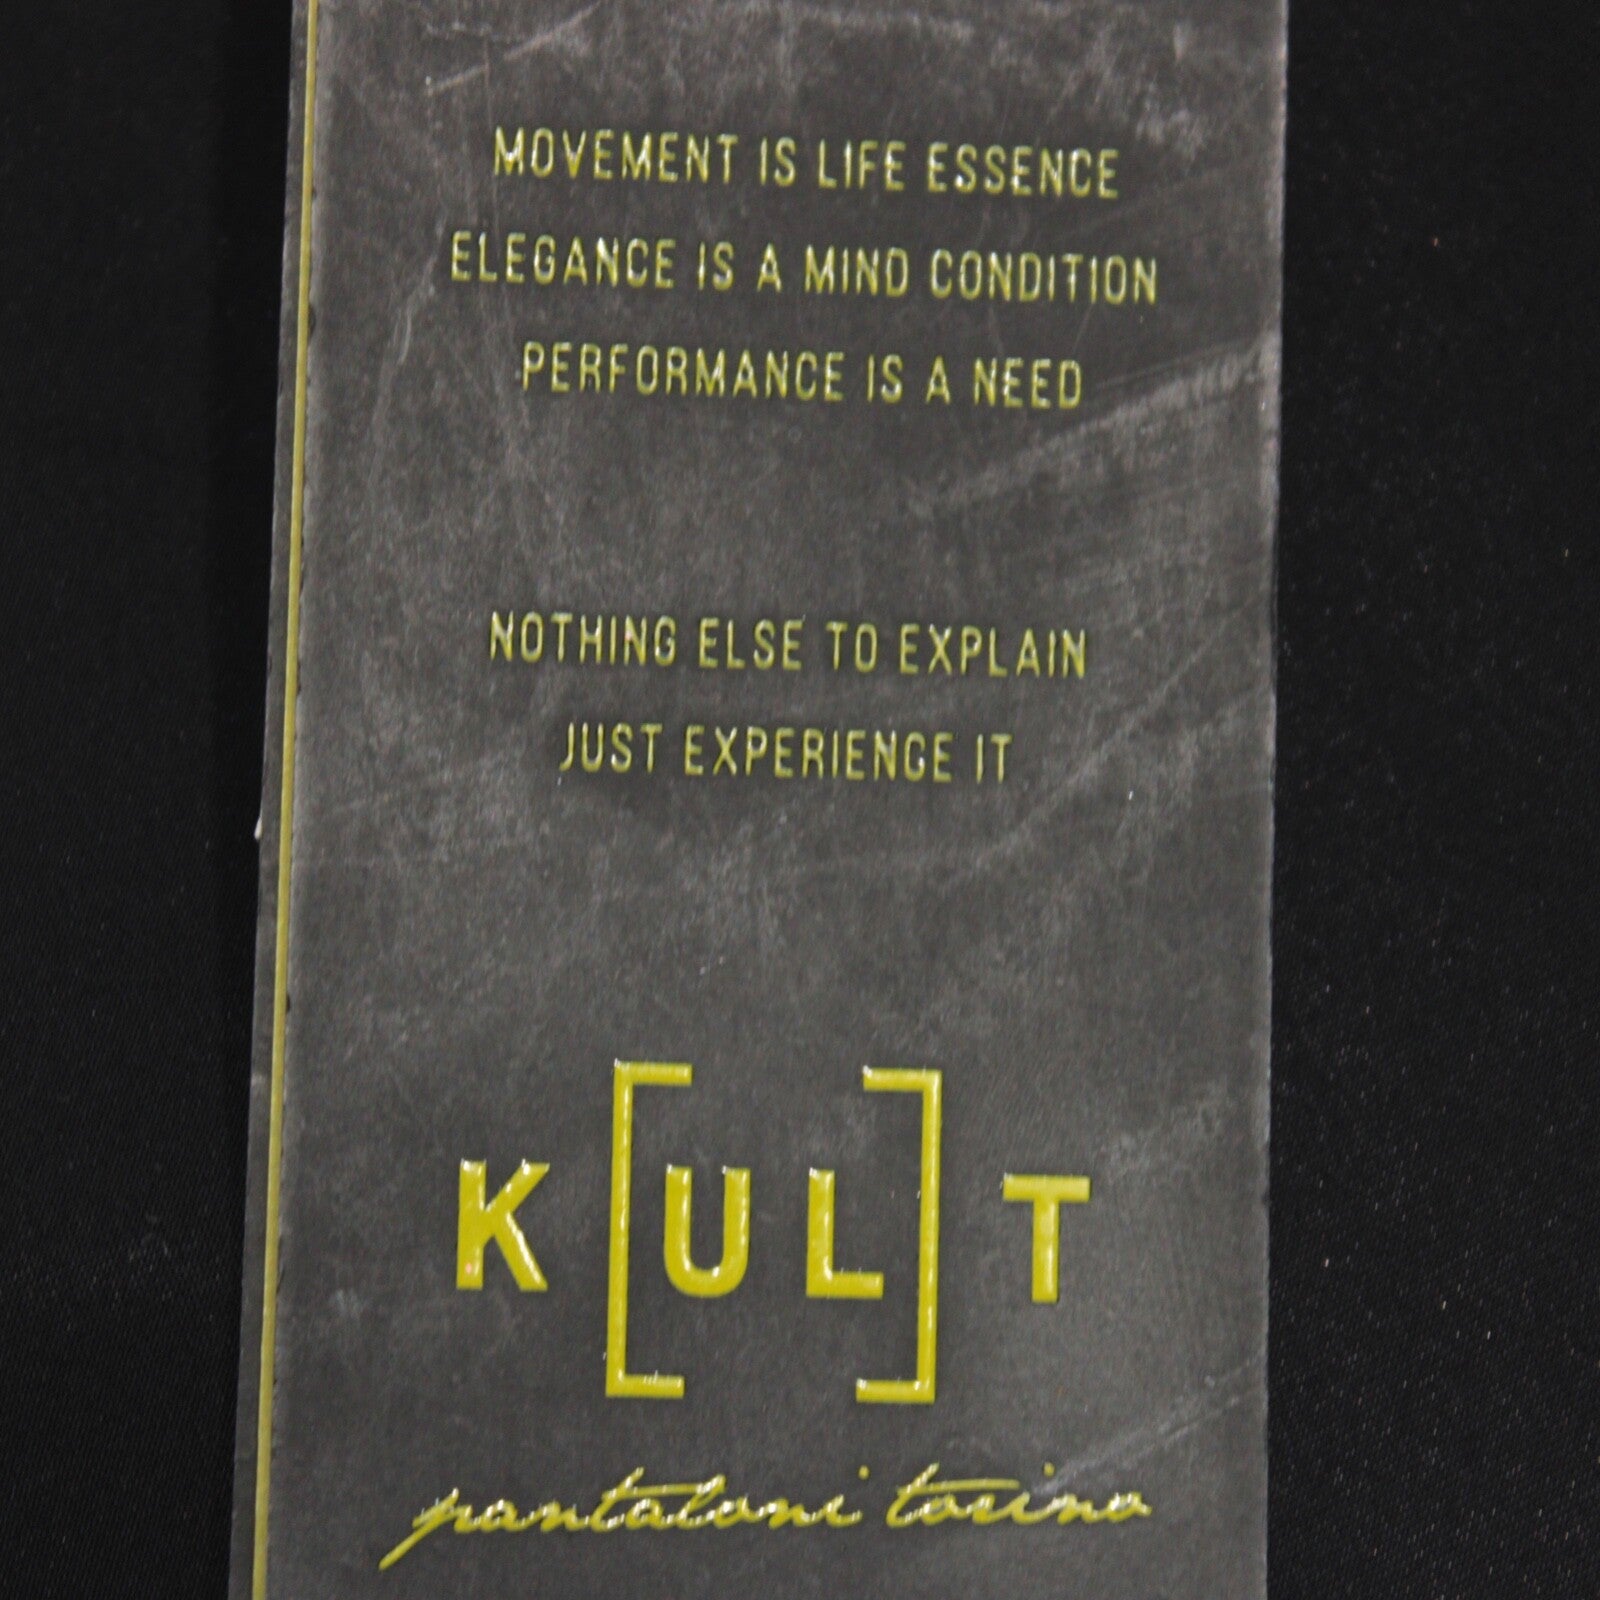 MOVEMENT IS LIFE ESSENCE
ELEGANCE IS A MIND CONDITION
PERFORMANCE IS A NEED
NOTHING ELSE TO EXPLAIN
JUST EXPERIENCE IT
K[UL]T
pantaloni torino